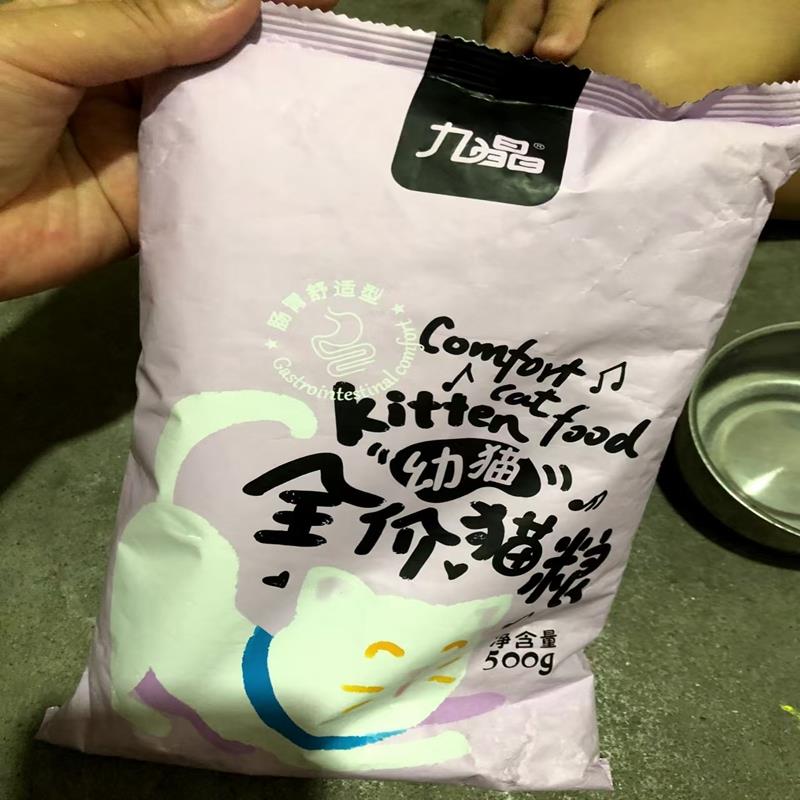 九晶®
肠胃舒适型
Gastrointestinal comfort
Comfort
cat
kitten food
幼猫
全价猫粮
净含量
500g